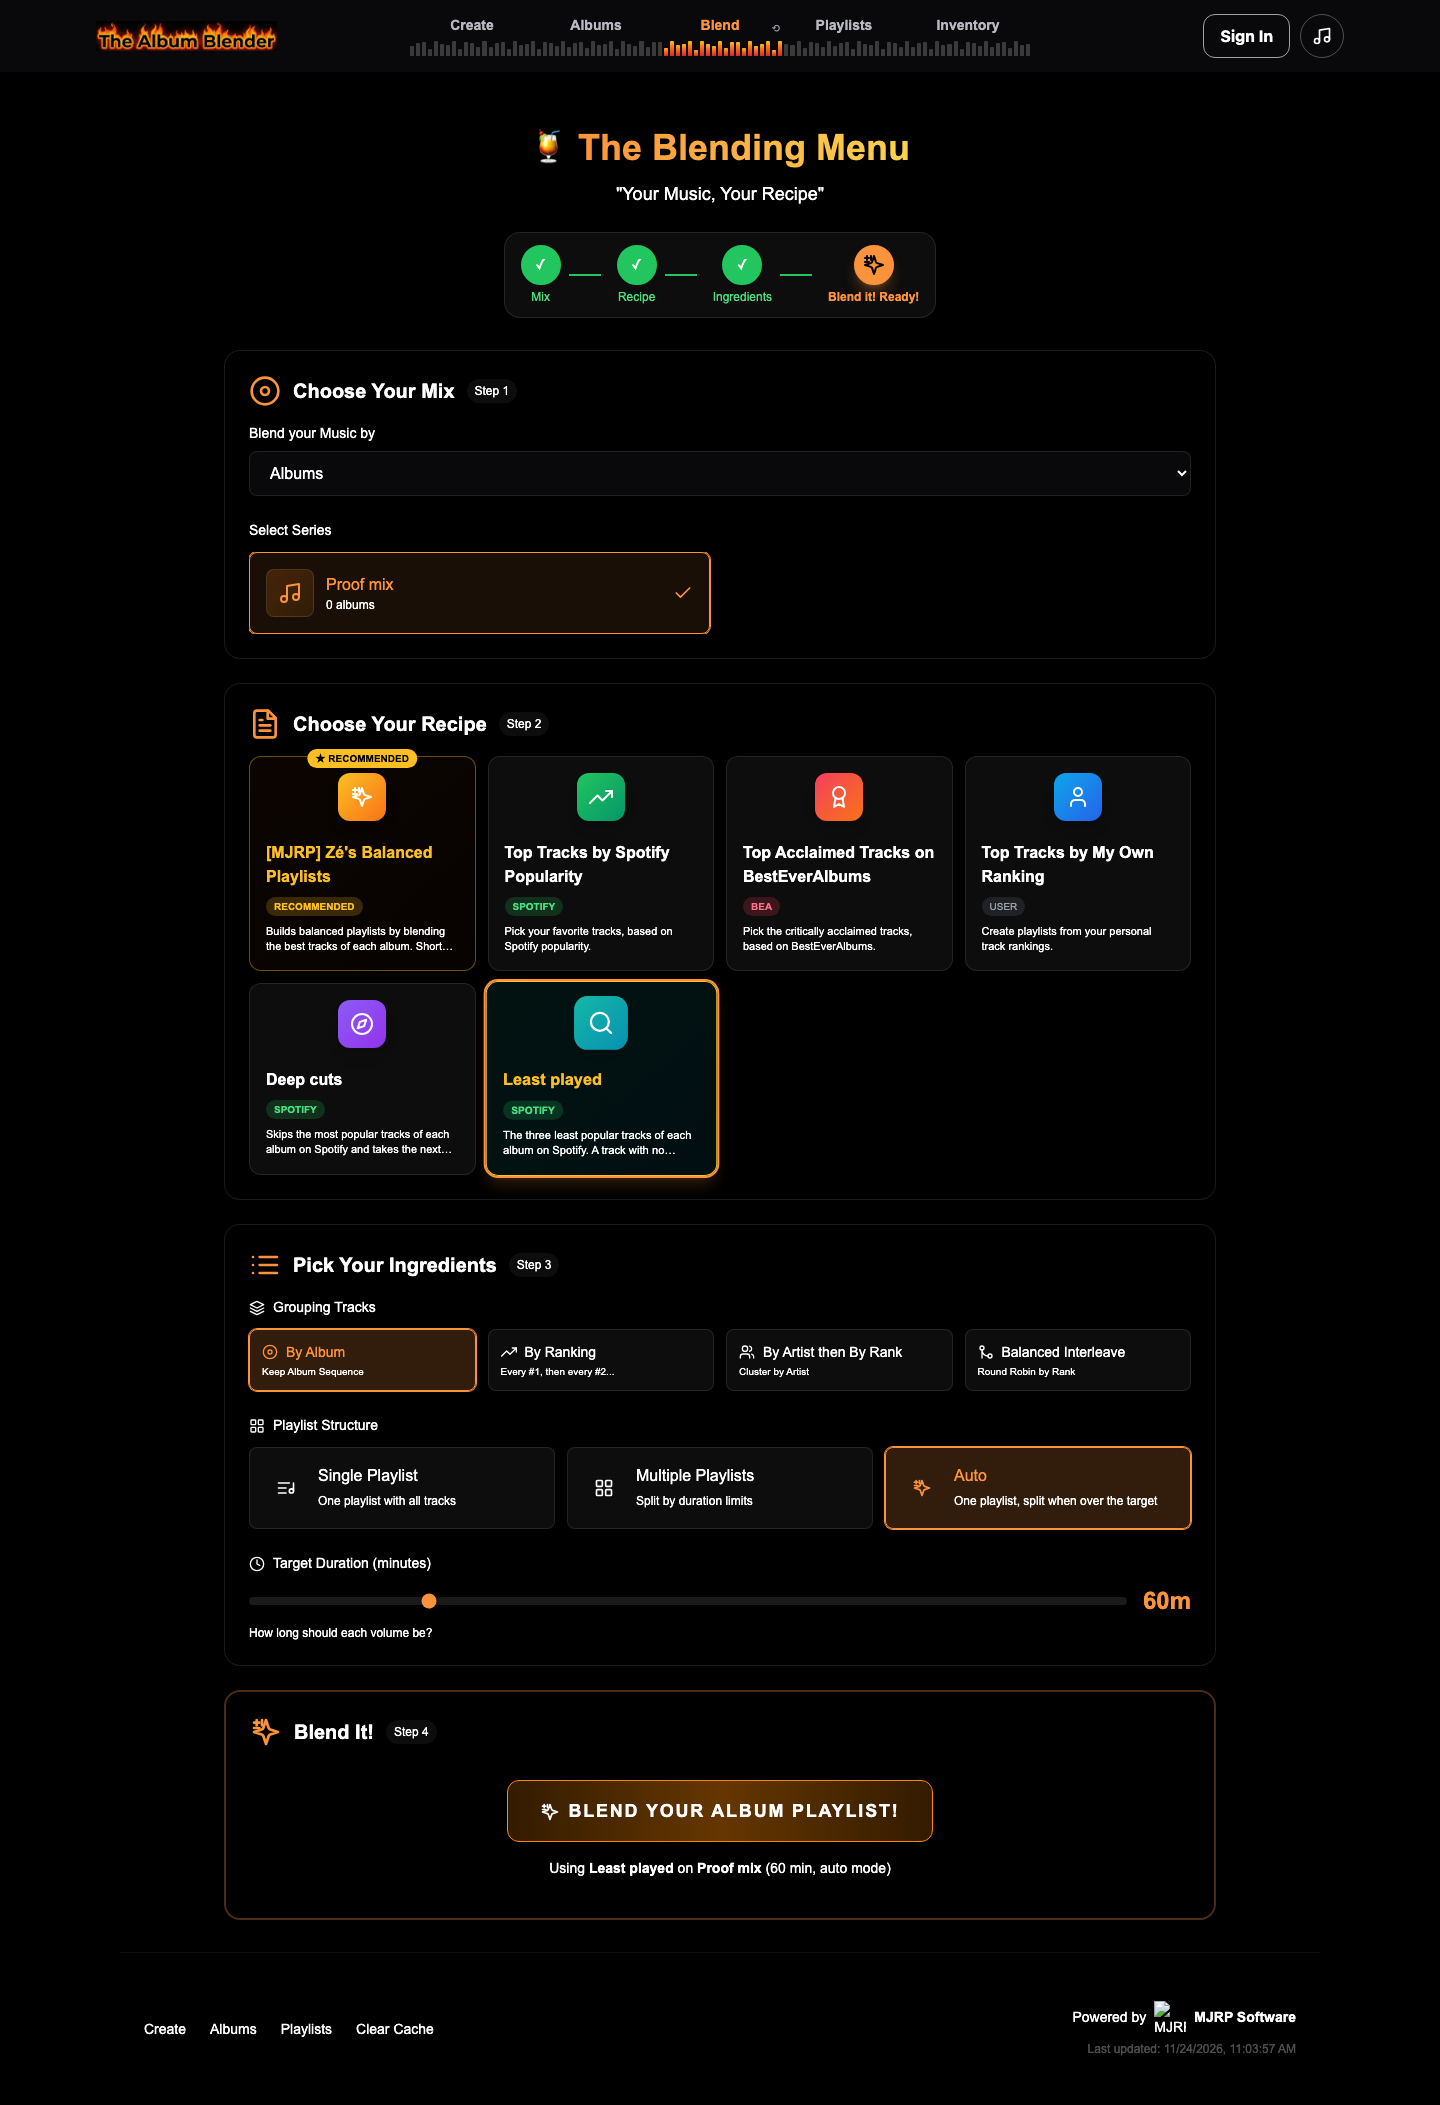 The Album Blender
Create
Albums
Blend
Playlists
Inventory
Sign In
The Blending Menu
"Your Music, Your Recipe"
Mix
Recipe
Ingredients
Blend it! Ready!
Choose Your Mix
Step 1
Blend your Music by
Albums
Select Series
Proof mix
0 albums
Choose Your Recipe
Step 2
★ RECOMMENDED
[MJRP] Zé's Balanced
Playlists
RECOMMENDED
Builds balanced playlists by blending
the best tracks of each album. Short…
Top Tracks by Spotify
Popularity
SPOTIFY
Pick your favorite tracks, based on
Spotify popularity.
Top Acclaimed Tracks on
BestEverAlbums
BEA
Pick the critically acclaimed tracks,
based on BestEverAlbums.
Top Tracks by My Own
Ranking
USER
Create playlists from your personal
track rankings.
Deep cuts
SPOTIFY
Skips the most popular tracks of each
album on Spotify and takes the next…
Least played
SPOTIFY
The three least popular tracks of each
album on Spotify. A track with no…
Pick Your Ingredients
Step 3
Grouping Tracks
By Album
Keep Album Sequence
By Ranking
Every #1, then every #2...
By Artist then By Rank
Cluster by Artist
Balanced Interleave
Round Robin by Rank
Playlist Structure
Single Playlist
One playlist with all tracks
Multiple Playlists
Split by duration limits
Auto
One playlist, split when over the target
Target Duration (minutes)
60m
How long should each volume be?
Blend It!
Step 4
BLEND YOUR ALBUM PLAYLIST!
Using Least played on Proof mix (60 min, auto mode)
Create
Albums
Playlists
Clear Cache
Powered by
MJRP Software
Last updated: 11/24/2026, 11:03:57 AM